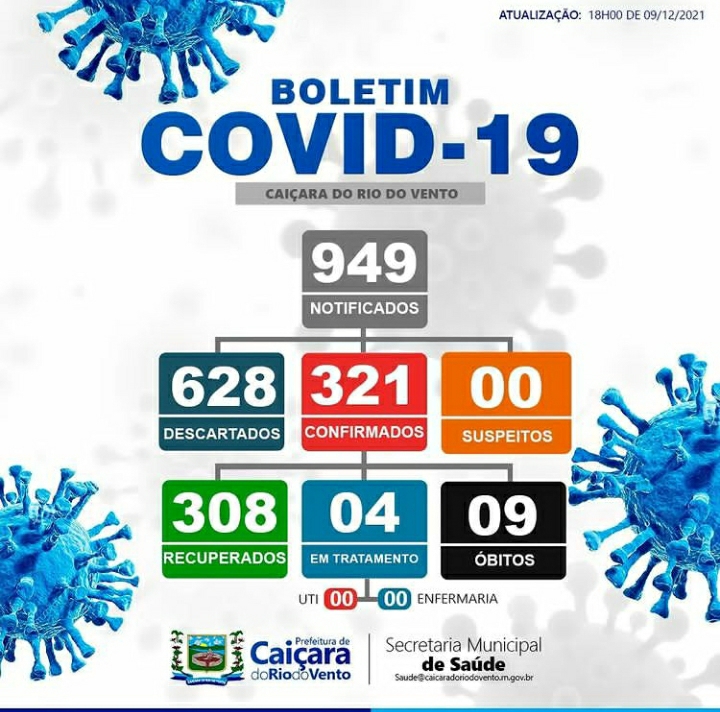 ATUALIZAÇÃO: 18H00 DE 09/12/2021
BOLETIM
COVID-19
CAIÇARA DO RIO DO VENTO
949
NOTIFICADOS
628
DESCARTADOS
321
CONFIRMADOS
00
SUSPEITOS
308
RECUPERADOS
04
EM TRATAMENTO
09
ÓBITOS
UTI 00 00 ENFERMARIA
Prefeitura de
Caiçara
doRiodoVento
Secretaria Municipal
de Saúde
Saude@caicaradoriodovento.rn.gov.br